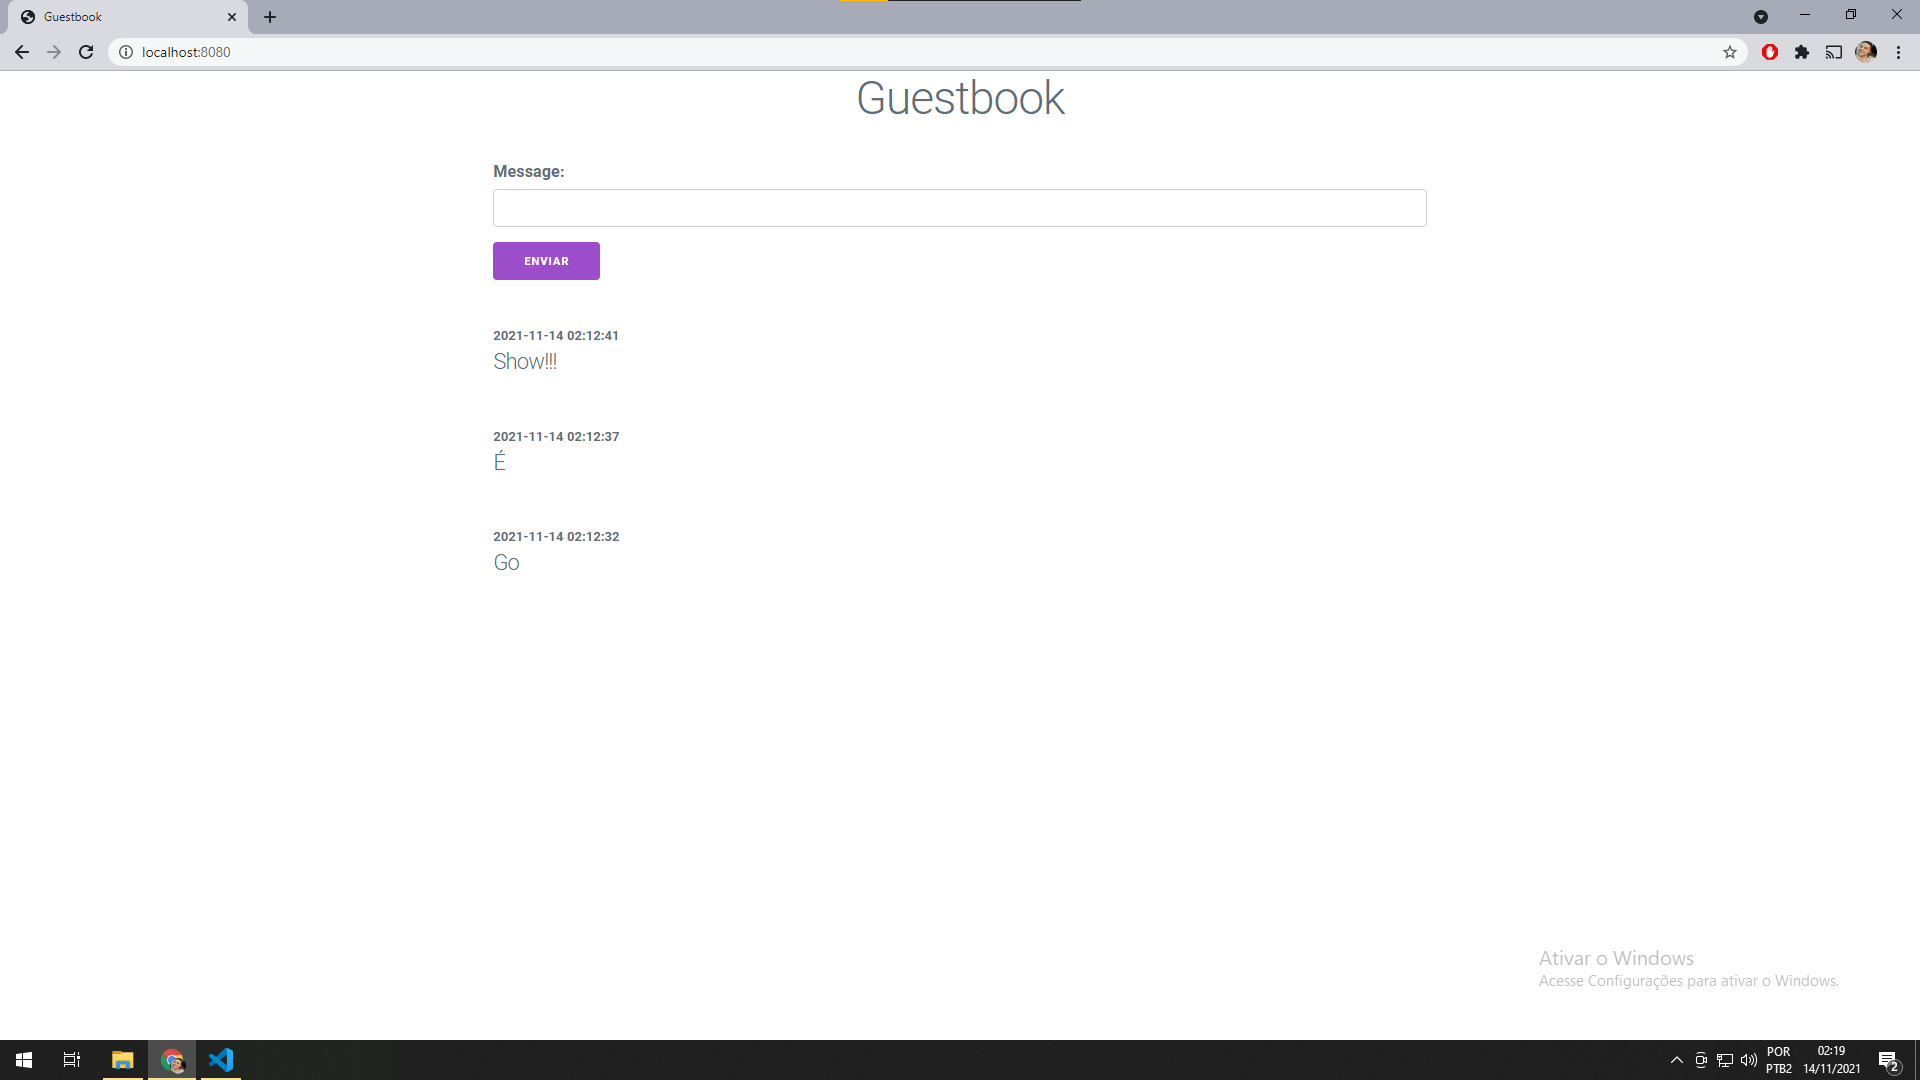 Guestbook
localhost:8080
Guestbook
Message:
ENVIAR
2021-11-14 02:12:41
Show!!!
2021-11-14 02:12:37
É
2021-11-14 02:12:32
Go
Ativar o Windows
Acesse Configurações para ativar o Windows.
POR
PTB2
02:19
14/11/2021
2